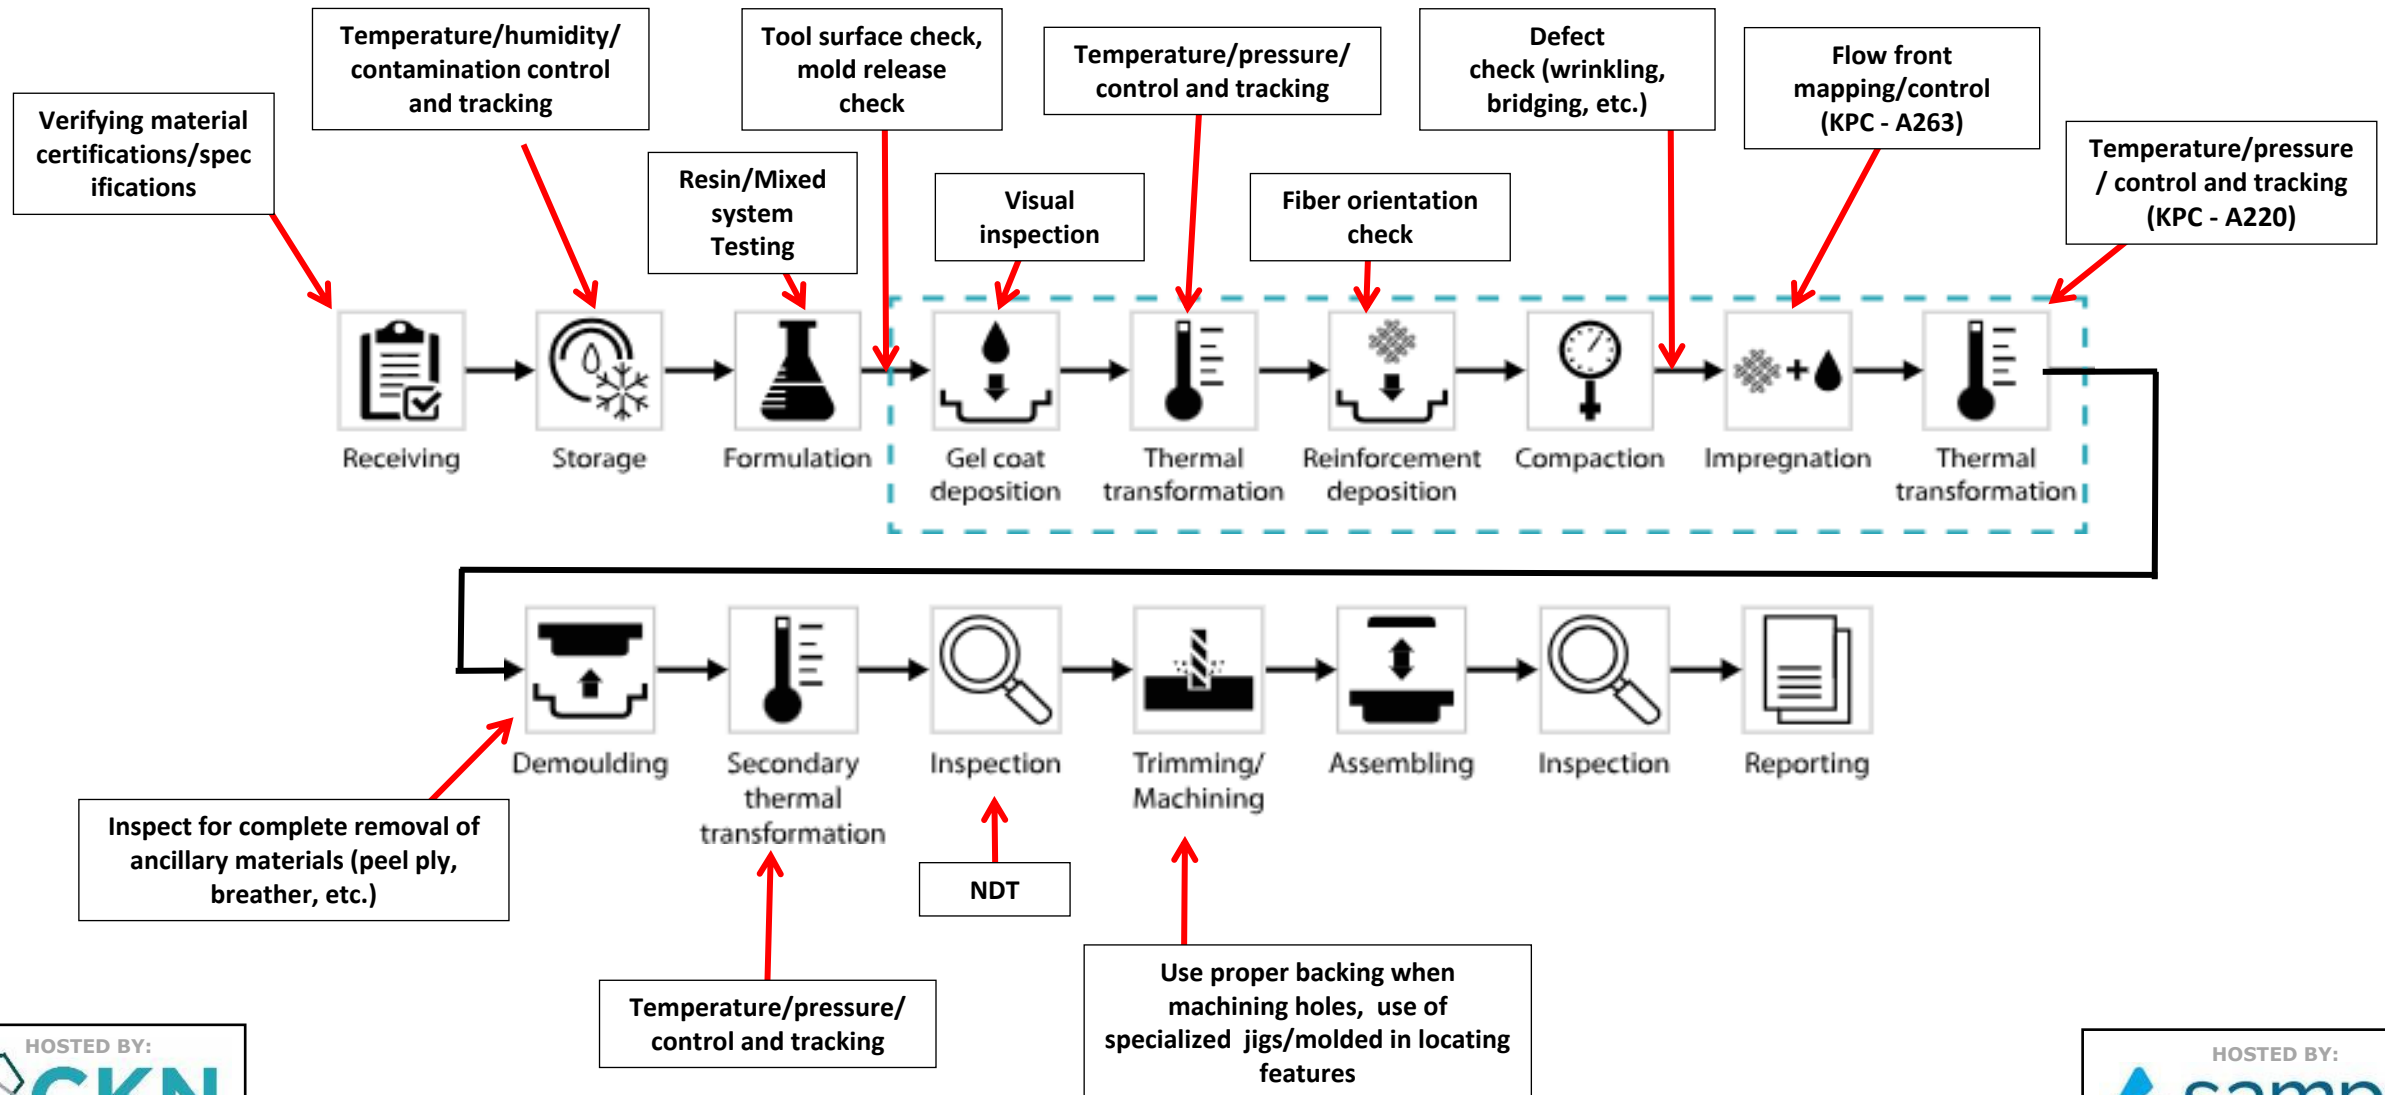 Temperature/humidity/
contamination control
and tracking
Tool surface check,
mold release
check
Temperature/pressure/
control and tracking
Defect
check (wrinkling,
bridging, etc.)
Flow front
mapping/control
(KPC - A263)
Verifying material
certifications/spec
ifications
Temperature/pressure
/ control and tracking
(KPC - A220)
Resin/Mixed
system
Testing
Visual
inspection
Fiber orientation
check
Receiving
Storage
Formulation
Gel coat
deposition
Thermal
transformation
Reinforcement
deposition
Compaction
Impregnation
Thermal
transformation
Demoulding
Secondary
thermal
transformation
Inspection
Trimming/
Machining
Assembling
Inspection
Reporting
Inspect for complete removal of
ancillary materials (peel ply,
breather, etc.)
NDT
Temperature/pressure/
control and tracking
Use proper backing when
machining holes, use of
specialized jigs/molded in locating
features
HOSTED BY:
CKN
HOSTED BY:
samp